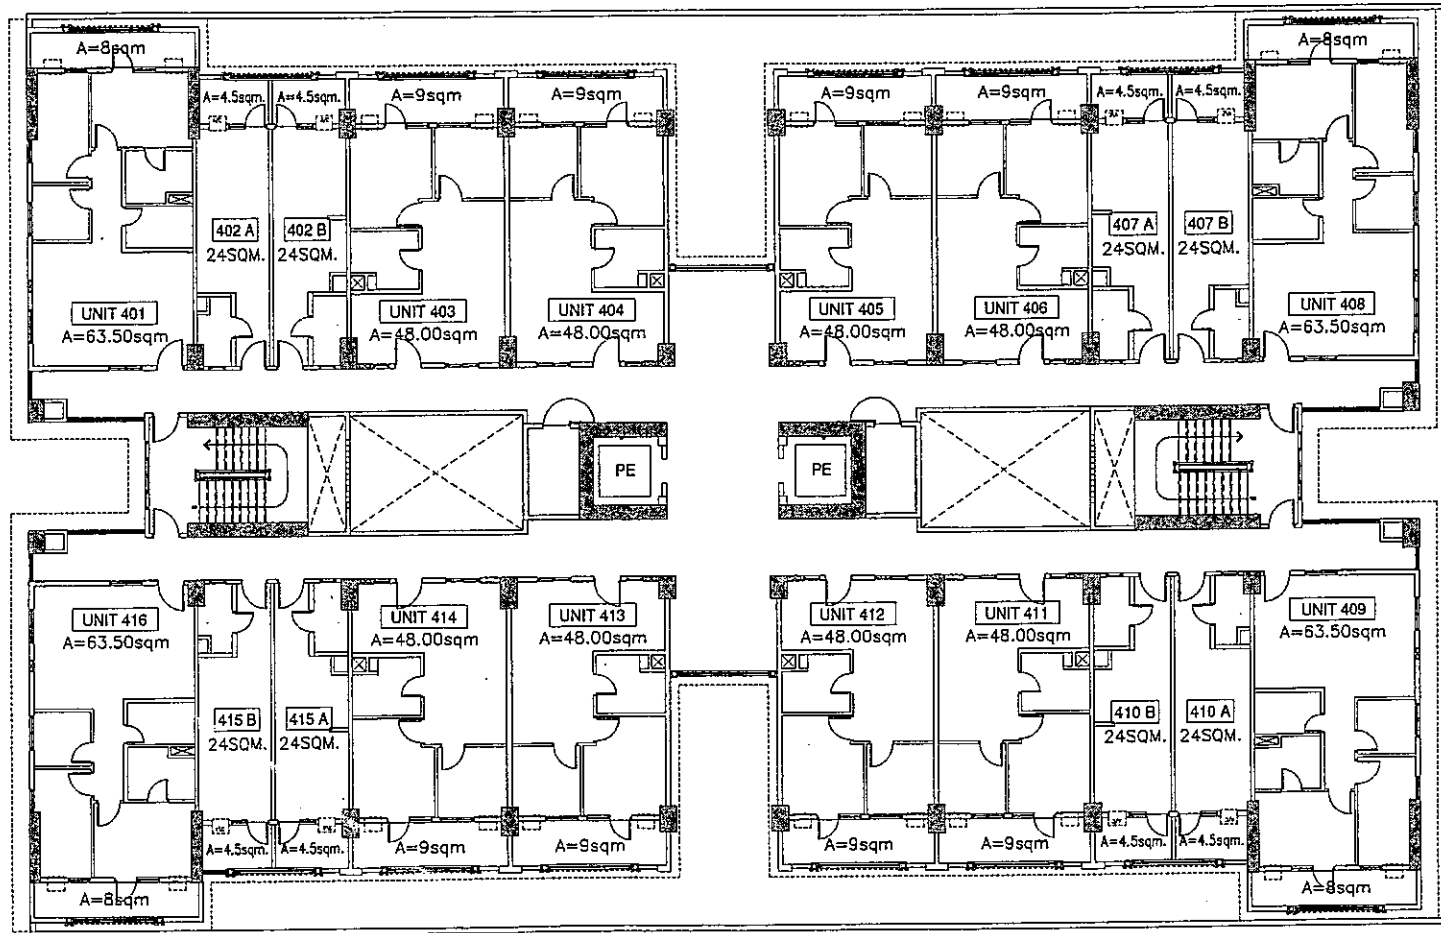 A=8sqm
A=8sqm
A=4.5sqm.
A=4.5sqm.
A=9sqm
A=9sqm
A=9sqm
A=9sqm
A=4.5sqm.
A=4.5sqm.
402 A
24SQM.
402 B
24SQM.
407 A
24SQM.
407 B
24SQM.
UNIT 401
A=63.50sqm
UNIT 403
A=48.00sqm
UNIT 404
A=48.00sqm
UNIT 405
A=48.00sqm
UNIT 406
A=48.00sqm
UNIT 408
A=63.50sqm
PE
PE
UNIT 416
A=63.50sqm
UNIT 414
A=48.00sqm
UNIT 413
A=48.00sqm
UNIT 412
A=48.00sqm
UNIT 411
A=48.00sqm
UNIT 409
A=63.50sqm
415 B
24SQM.
415 A
24SQM.
410 B
24SQM.
410 A
24SQM.
A=4.5sqm.
A=4.5sqm.
A=9sqm
A=9sqm
A=9sqm
A=9sqm
A=4.5sqm.
A=4.5sqm.
A=8sqm
A=8sqm